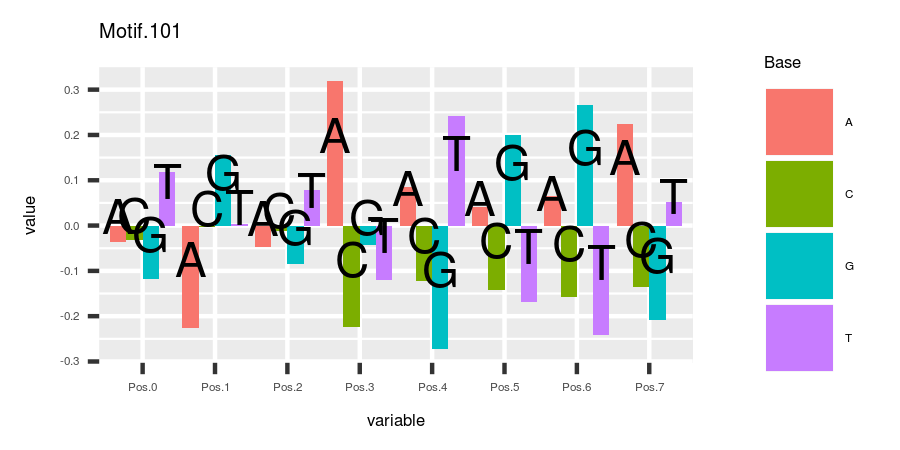 Motif.101
Base
0.3
0.2
0.1
0.0
-0.1
-0.2
-0.3
value
A C G T A C G T A C G T A C G T A C G T A C G T A C G T A C G T
Pos.0 Pos.1 Pos.2 Pos.3 Pos.4 Pos.5 Pos.6 Pos.7
variable
A
C
G
T